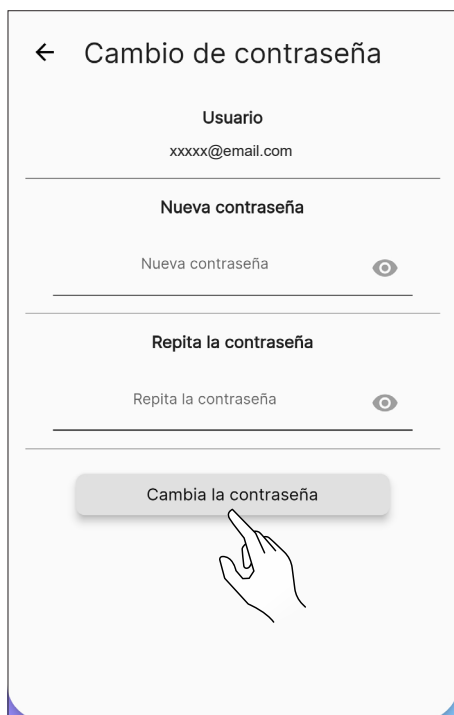 Cambio de contraseña
Usuario
xxxxx@email.com
Nueva contraseña
Nueva contraseña
Repita la contraseña
Repita la contraseña
Cambia la contraseña